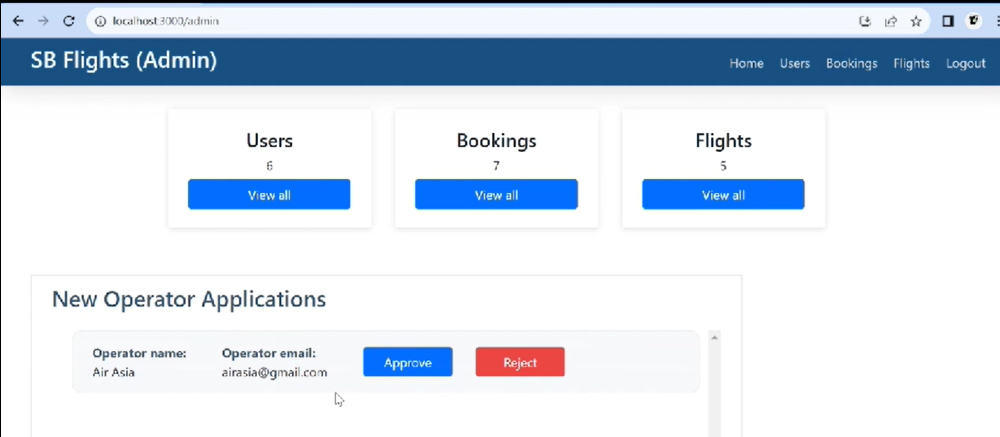 localhost:3000/admin
SB Flights (Admin)
Home Users Bookings Flights Logout
Users Bookings Flights
6 7 5
View all View all View all
New Operator Applications
Operator name: Operator email: Approve Reject
Air Asia airasia@gmail.com